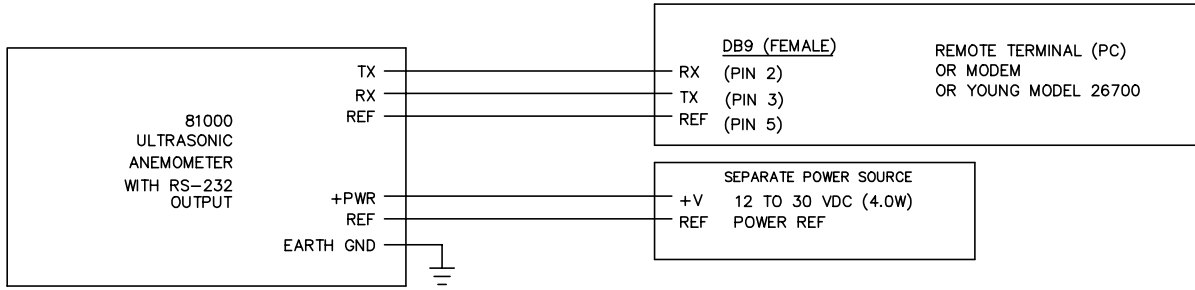 TX
RX
REF
81000
ULTRASONIC
ANEMOMETER
WITH RS-232
OUTPUT
+PWR
REF
EARTH GND
DB9 (FEMALE)
RX (PIN 2)
TX (PIN 3)
REF (PIN 5)
REMOTE TERMINAL (PC)
OR MODEM
OR YOUNG MODEL 26700
SEPARATE POWER SOURCE
+V 12 TO 30 VDC (4.0W)
REF POWER REF